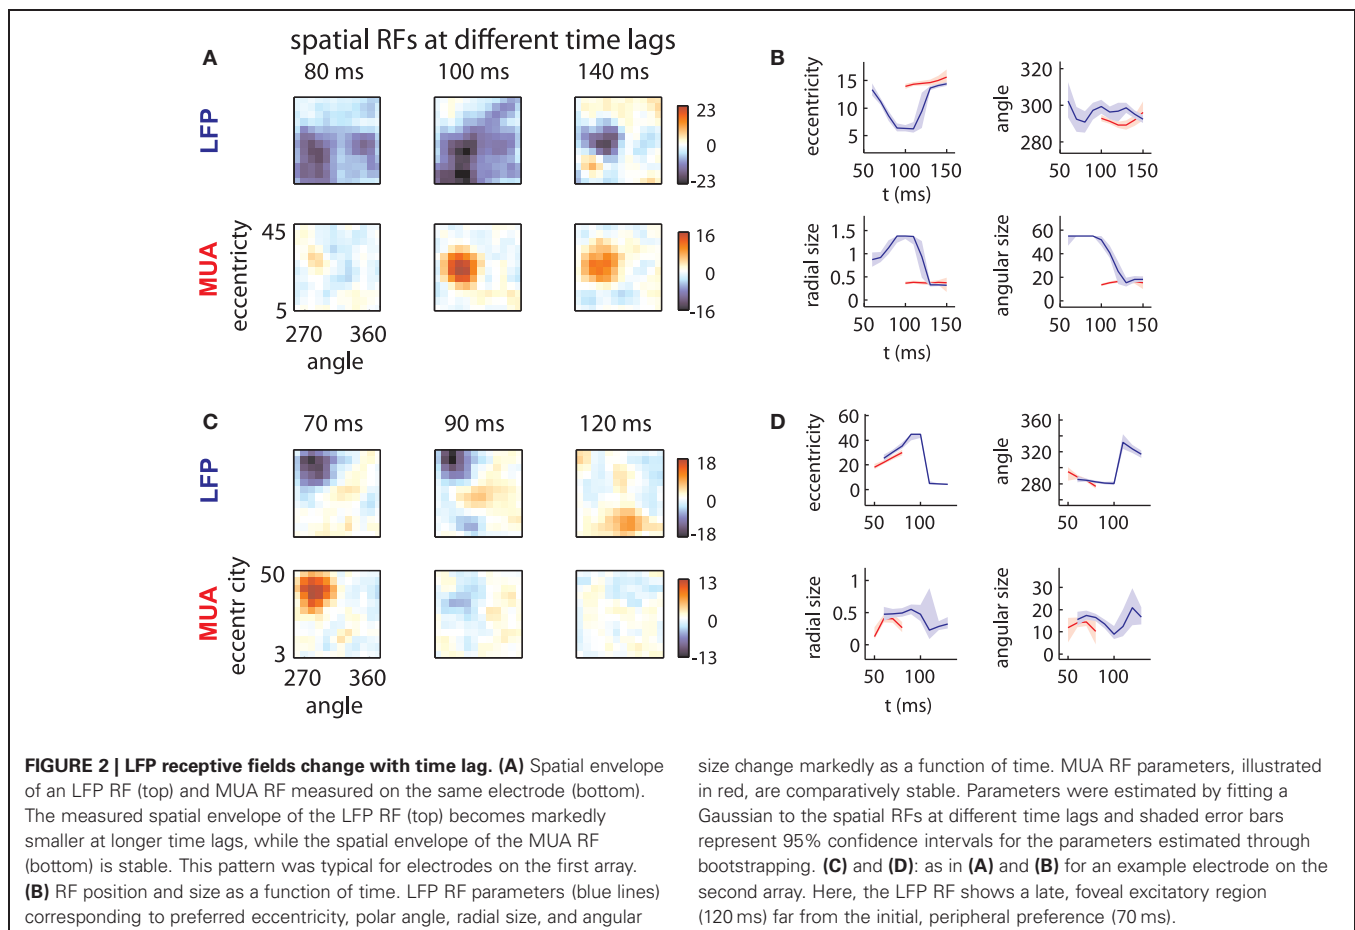 A
spatial RFs at different time lags
80 ms 100 ms 140 ms
LFP
23
0
-23
MUA
eccentricty
45
5
270 360
angle
16
0
-16
B
eccentricity
15
10
5
50 100 150
t (ms)
angle
320
300
280
50 100 150
radial size
1.5
1
0.5
0
50 100 150
t (ms)
angular size
60
40
20
0
50 100 150
C
70 ms 90 ms 120 ms
LFP
18
0
-18
MUA
eccentr city
50
3
270 360
angle
13
0
-13
D
eccentricity
60
40
20
0
50 100
angle
360
320
280
50 100
radial size
1
0.5
0
50 100
t (ms)
angular size
30
20
10
0
50 100
FIGURE 2 | LFP receptive fields change with time lag. (A) Spatial envelope
of an LFP RF (top) and MUA RF measured on the same electrode (bottom).
The measured spatial envelope of the LFP RF (top) becomes markedly
smaller at longer time lags, while the spatial envelope of the MUA RF
(bottom) is stable. This pattern was typical for electrodes on the first array.
(B) RF position and size as a function of time. LFP RF parameters (blue lines)
corresponding to preferred eccentricity, polar angle, radial size, and angular
size change markedly as a function of time. MUA RF parameters, illustrated
in red, are comparatively stable. Parameters were estimated by fitting a
Gaussian to the spatial RFs at different time lags and shaded error bars
represent 95% confidence intervals for the parameters estimated through
bootstrapping. (C) and (D): as in (A) and (B) for an example electrode on the
second array. Here, the LFP RF shows a late, foveal excitatory region
(120 ms) far from the initial, peripheral preference (70 ms).